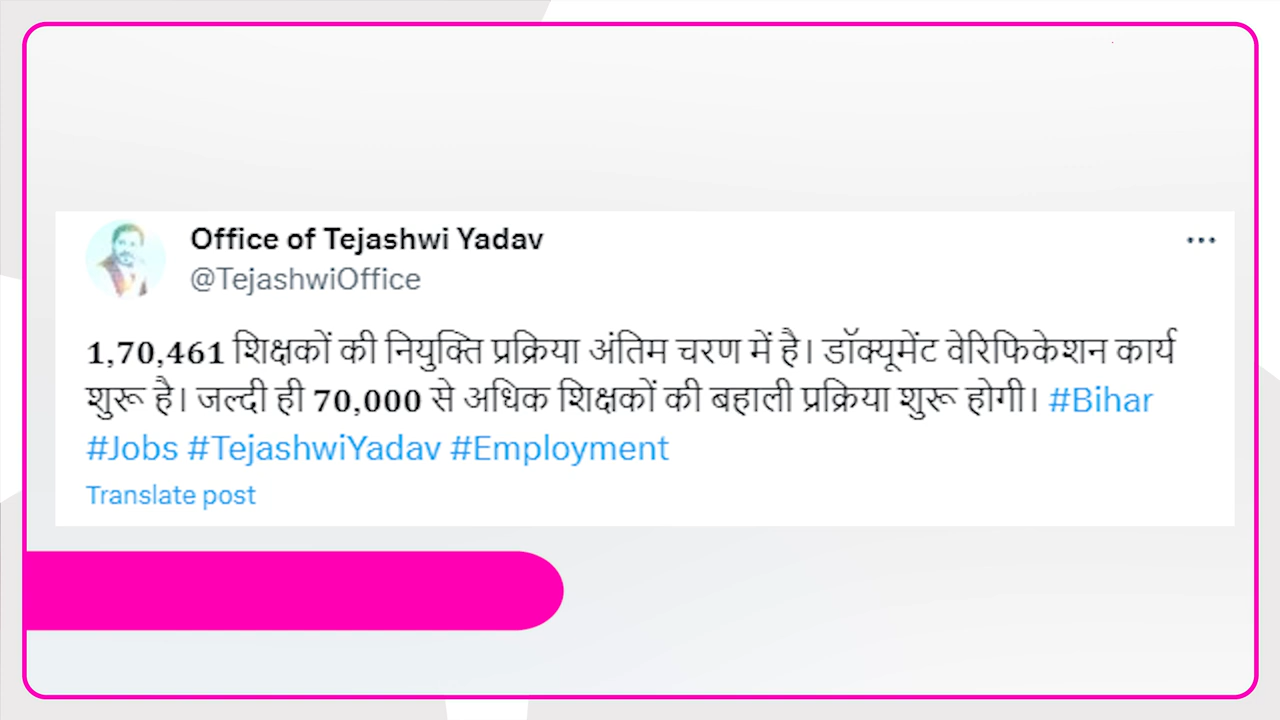 Office of Tejashwi Yadav
@TejashwiOffice
1,70,461 शिक्षकों की नियुक्ति प्रक्रिया अंतिम चरण में है। डॉक्यूमेंट वेरिफिकेशन कार्य
शुरू है। जल्दी ही 70,000 से अधिक शिक्षकों की बहाली प्रक्रिया शुरू होगी। #Bihar
#Jobs #TejashwiYadav #Employment
Translate post